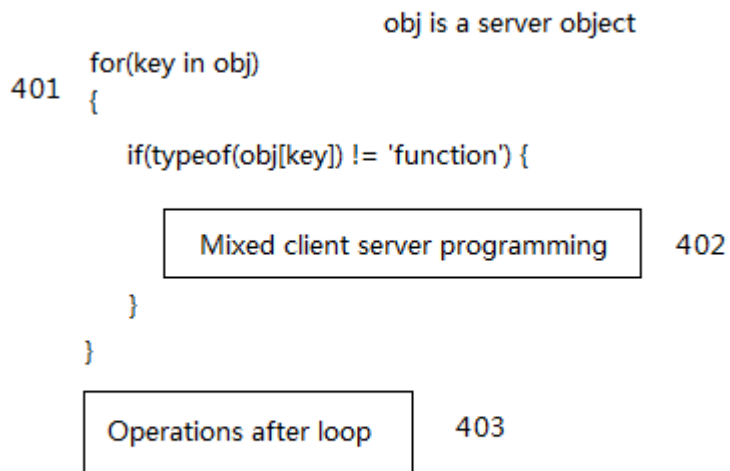 obj is a server object
for(key in obj)
401
{
if(typeof(obj[key]) != 'function') {
Mixed client server programming 402
}
}
Operations after loop 403